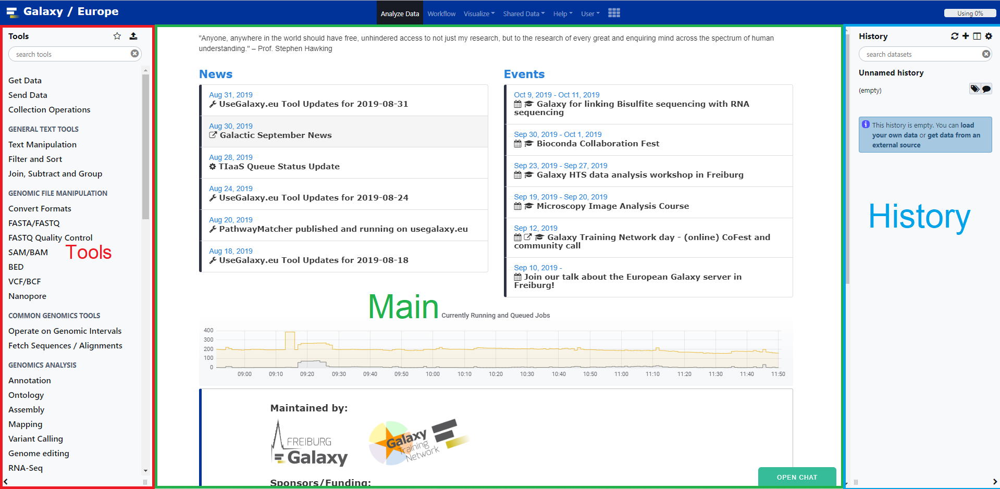 Galaxy / Europe
Analyze Data
Workflow
Visualize
Shared Data
Help
User
Using 0%
Tools
search tools
Get Data
Send Data
Collection Operations
GENERAL TEXT TOOLS
Text Manipulation
Filter and Sort
Join, Subtract and Group
GENOMIC FILE MANIPULATION
Convert Formats
FASTA/FASTQ
FASTQ Quality Control
SAM/BAM
BED
VCF/BCF
Nanopore
COMMON GENOMICS TOOLS
Operate on Genomic Intervals
Fetch Sequences / Alignments
GENOMICS ANALYSIS
Annotation
Ontology
Assembly
Mapping
Variant Calling
Genome editing
RNA-Seq
Tools
"Anyone, anywhere in the world should have free, unhindered access to not just my research, but to the research of every great and enquiring mind across the spectrum of human
understanding." – Prof. Stephen Hawking
News
Aug 31, 2019
UseGalaxy.eu Tool Updates for 2019-08-31
Aug 30, 2019
Galactic September News
Aug 28, 2019
TIaaS Queue Status Update
Aug 24, 2019
UseGalaxy.eu Tool Updates for 2019-08-24
Aug 20, 2019
PathwayMatcher published and running on usegalaxy.eu
Aug 18, 2019
UseGalaxy.eu Tool Updates for 2019-08-18
Events
Oct 9, 2019 - Oct 11, 2019
Galaxy for linking Bisulfite sequencing with RNA
sequencing
Sep 30, 2019 - Oct 1, 2019
Bioconda Collaboration Fest
Sep 23, 2019 - Sep 27, 2019
Galaxy HTS data analysis workshop in Freiburg
Sep 19, 2019 - Sep 20, 2019
Microscopy Image Analysis Course
Sep 12, 2019
Galaxy Training Network day - (online) CoFest and
community call
Sep 10, 2019 -
Join our talk about the European Galaxy server in
Freiburg!
Main
Currently Running and Queued Jobs
400
300
200
100
0
09:00 09:10 09:20 09:30 09:40 09:50 10:00 10:10 10:20 10:30 10:40 10:50 11:00 11:10 11:20 11:30 11:40 11:50
Maintained by:
FREIBURG
Galaxy
Galaxy
Training
Network
Sponsors/Funding:
OPEN CHAT
History
search datasets
Unnamed history
(empty)
This history is empty. You can load
your own data or get data from an
external source
History